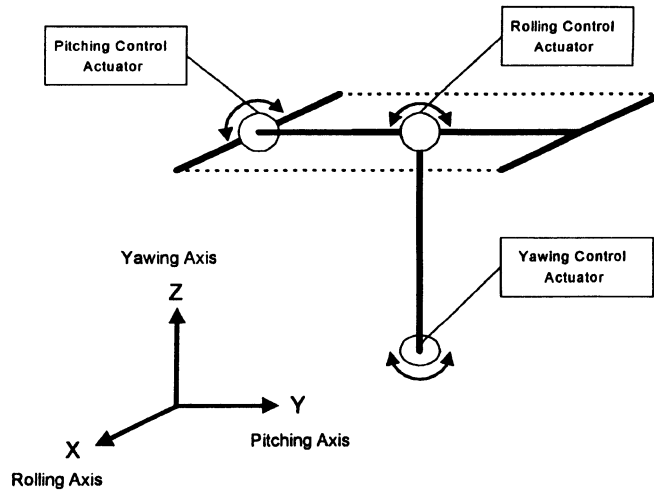 Rolling Control
Actuator
Pitching Control
Actuator
Yawing Control
Actuator
Yawing Axis
Z
Y
Pitching Axis
X
Rolling Axis